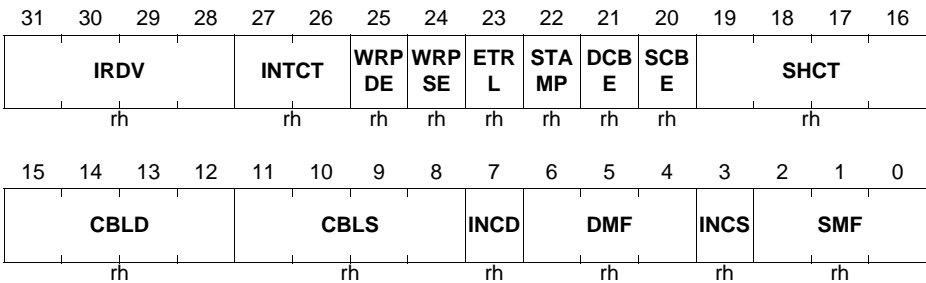 31 30 29 28 27 26 25 24 23 22 21 20 19 18 17 16
IRDV INTCT WRP DE WRP SE ETR L STA MP DCB E SCB E SHCT
rh rh rh rh rh rh rh rh rh
15 14 13 12 11 10 9 8 7 6 5 4 3 2 1 0
CBLD CBLS INCD DMF INCS SMF
rh rh rh rh rh rh